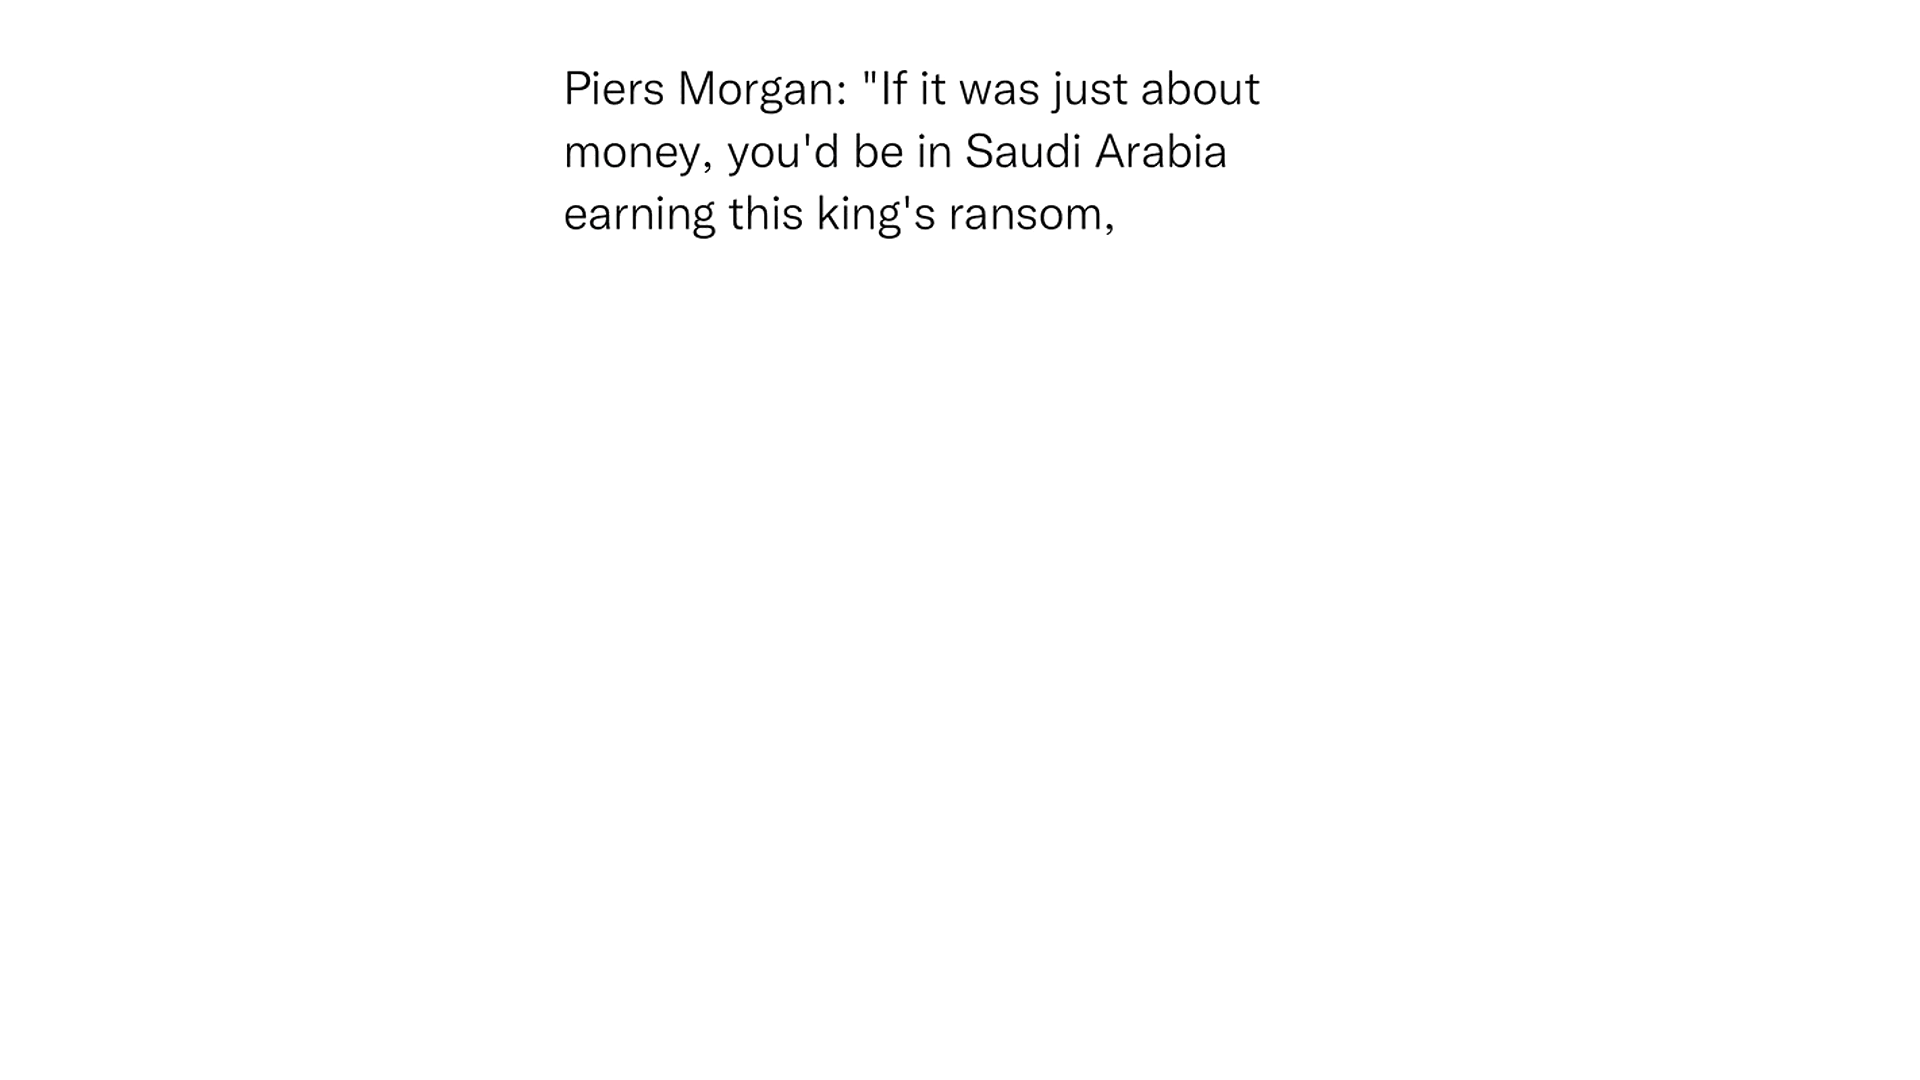 Piers Morgan: "If it was just about
money, you'd be in Saudi Arabia
earning this king's ransom,